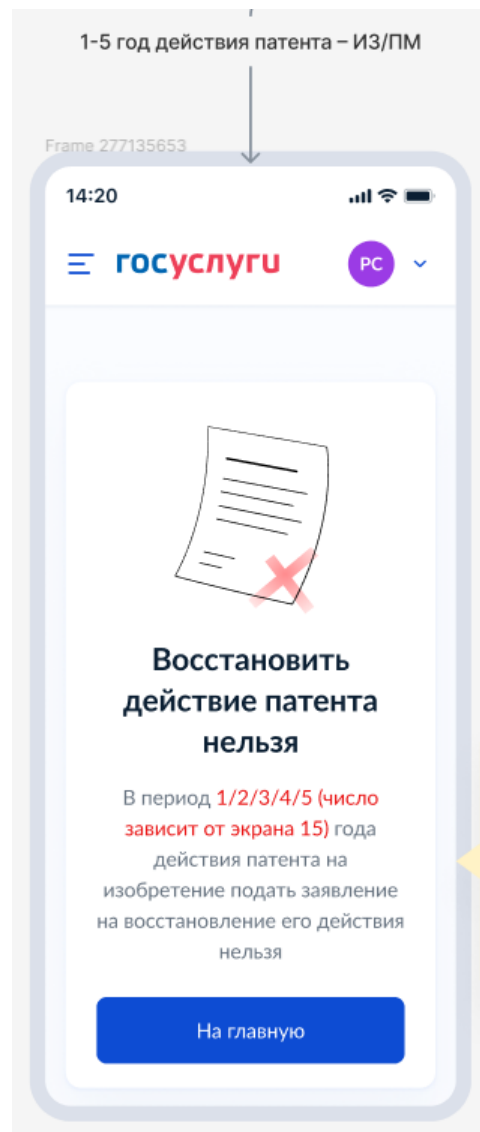 1-5 год действия патента – ИЗ/ПМ
Frame 277135653
14:20
госуслуги
РС
Восстановить
действие патента
нельзя
В период 1/2/3/4/5 (число
зависит от экрана 15) года
действия патента на
изобретение подать заявление
на восстановление его действия
нельзя
На главную